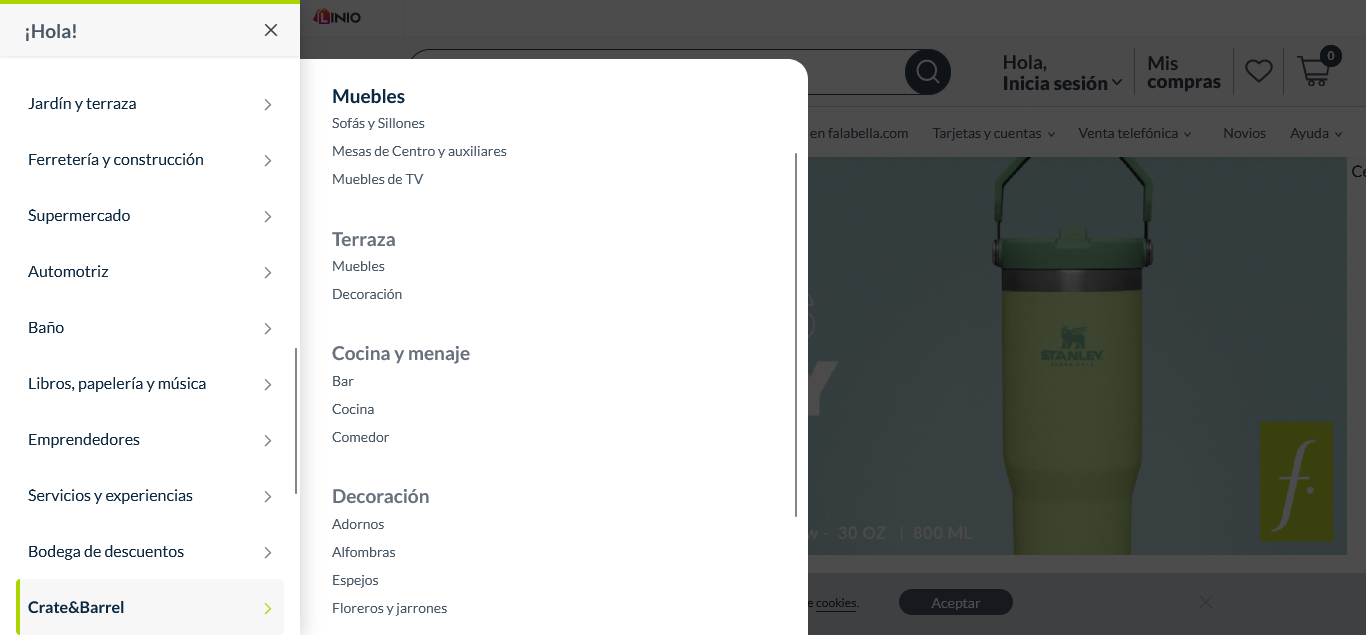 ¡Hola!
Jardín y terraza
Ferretería y construcción
Supermercado
Automotriz
Baño
Libros, papelería y música
Emprendedores
Servicios y experiencias
Bodega de descuentos
Crate&Barrel
Muebles
Sofás y Sillones
Mesas de Centro y auxiliares
Muebles de TV
Terraza
Muebles
Decoración
Cocina y menaje
Bar
Cocina
Comedor
Decoración
Adornos
Alfombras
Espejos
Floreros y jarrones
LINIO
Hola,
Inicia sesión
Mis
compras
0
en falabella.com
Tarjetas y cuentas
Venta telefónica
Novios
Ayuda
STANLEY
30 OZ | 800 ML
f.
cookies.
Aceptar